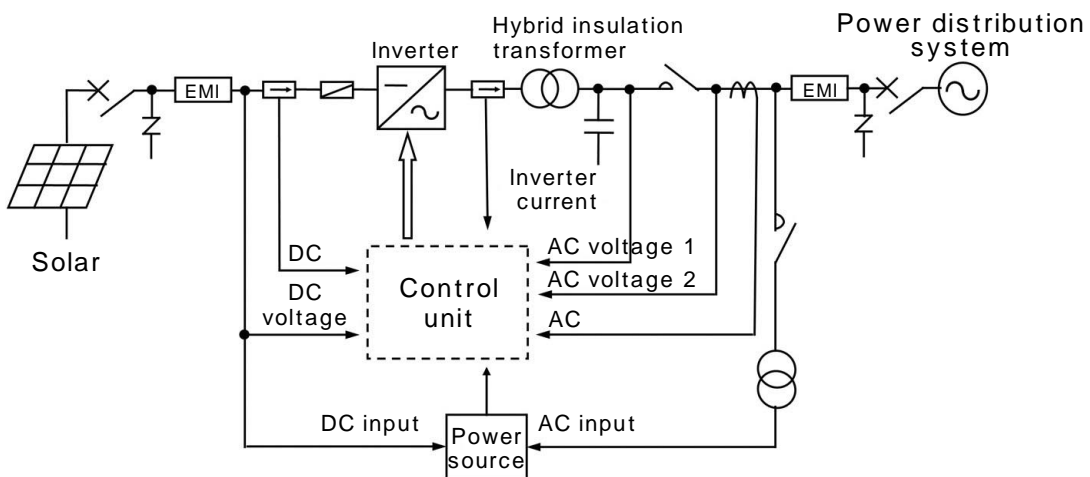 Hybrid insulation
transformer
Power distribution
system
Inverter
EMI
EMI
Solar
Inverter
current
DC
DC
voltage
Control
unit
AC voltage 1
AC voltage 2
AC
DC input
Power
source
AC input